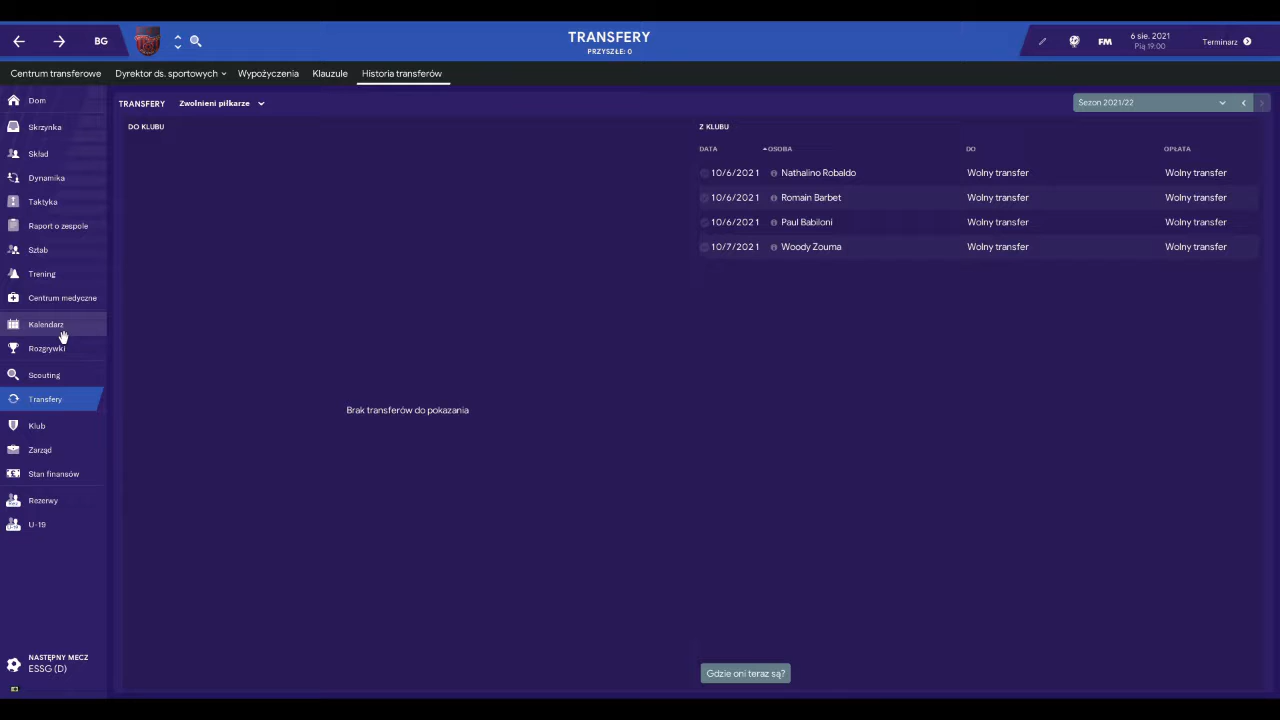 BG
TRANSFERY
PRZYSZŁE: 0
FM
6 sie. 2021
Pią 19:00
Terminarz
Centrum transferowe
Dyrektor ds. sportowych
Wypożyczenia
Klauzule
Historia transferów
Dom
Skrzynka
Skład
Dynamika
Taktyka
Raport o zespole
Sztab
Trening
Centrum medyczne
Kalendarz
Rozgrywki
Scouting
Transfery
Klub
Zarząd
Stan finansów
Rezerwy
U-19
NASTĘPNY MECZ
ESSG (D)
TRANSFERY Zwolnieni piłkarze
Sezon 2021/22
DO KLUBU
Brak transferów do pokazania
Z KLUBU
DATA OSOBA DO OPŁATA
10/6/2021 Nathalino Robaldo Wolny transfer Wolny transfer
10/6/2021 Romain Barbet Wolny transfer Wolny transfer
10/6/2021 Paul Babiloni Wolny transfer Wolny transfer
10/7/2021 Woody Zouma Wolny transfer Wolny transfer
Gdzie oni teraz są?